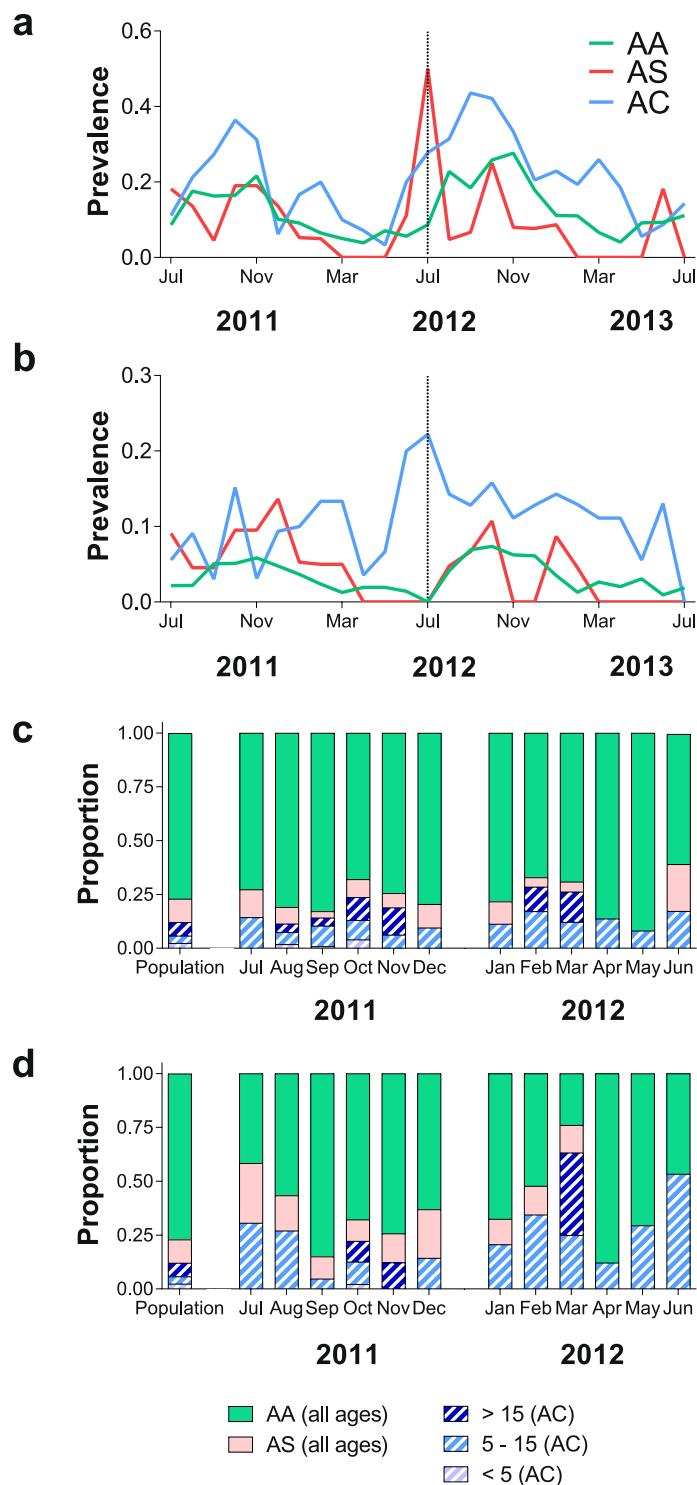 a
Prevalence
0.6
0.4
0.2
0.0
AA
AS
AC
Jul Nov Mar Jul Nov Mar Jul
2011 2012 2013
b
Prevalence
0.3
0.2
0.1
0.0
Jul Nov Mar Jul Nov Mar Jul
2011 2012 2013
c
Proportion
1.00
0.75
0.50
0.25
0.00
Population Jul Aug Sep Oct Nov Dec Jan Feb Mar Apr May Jun
2011 2012
d
Proportion
1.00
0.75
0.50
0.25
0.00
Population Jul Aug Sep Oct Nov Dec Jan Feb Mar Apr May Jun
2011 2012
AA (all ages) > 15 (AC)
AS (all ages) 5 - 15 (AC)
< 5 (AC)